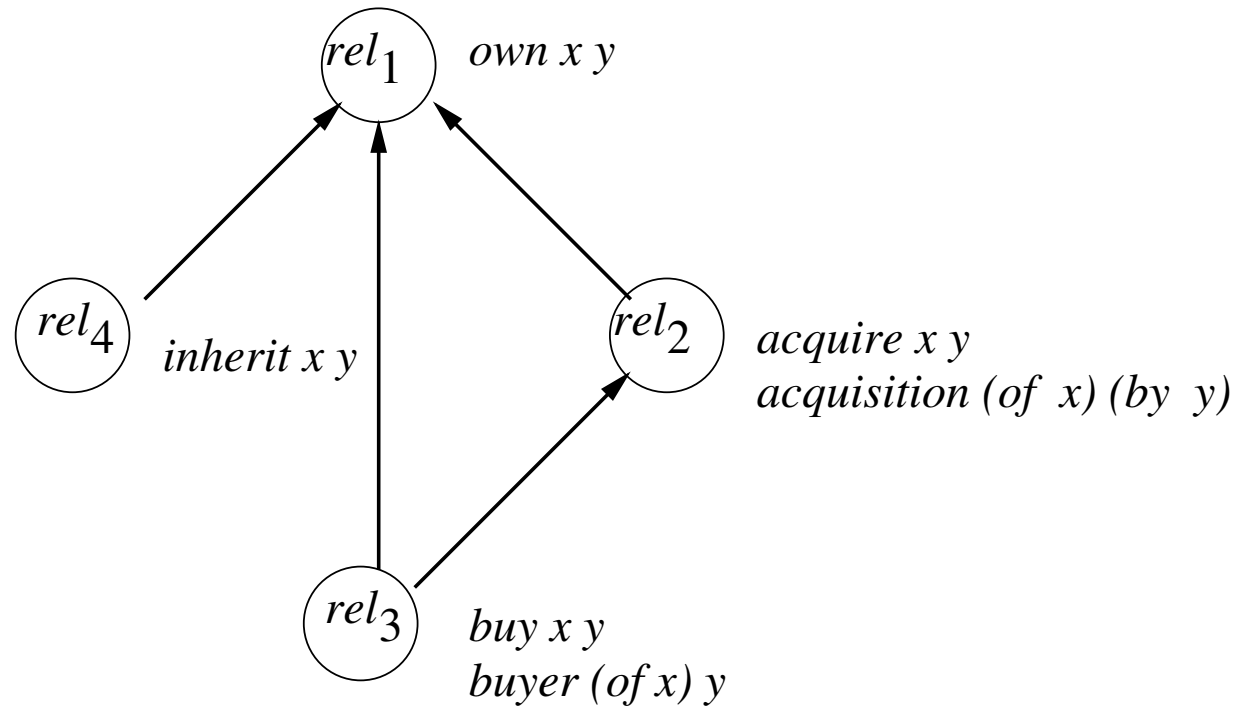 rel1 own x y
rel4 inherit x y
rel2 acquire x y
acquisition (of x) (by y)
rel3 buy x y
buyer (of x) y